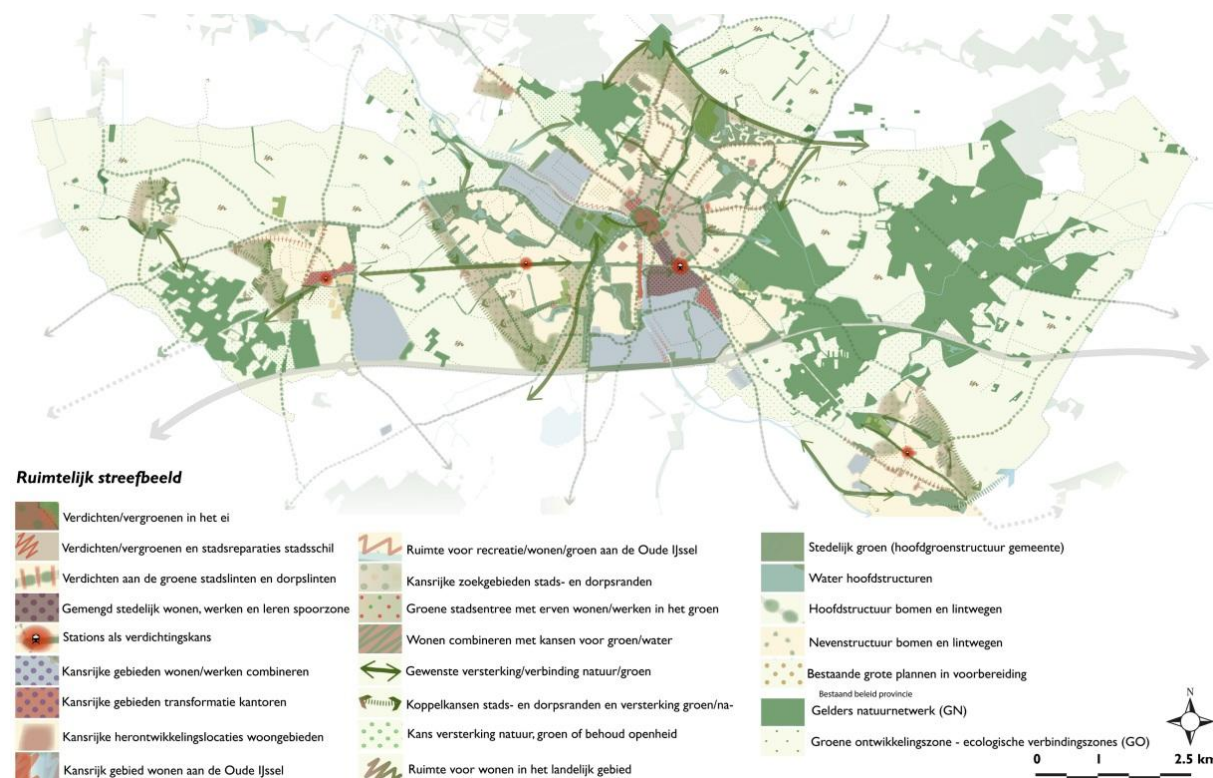 Ruimtelijk streefbeeld
Verdichten/vergroenen in het ei
Verdichten/vergroenen en stadsreparaties stadsschil
Verdichten aan de groene stadslinten en dorpslinten
Gemengd stedelijk wonen, werken en leren spoorzone
Stations als verdichtingskans
Kansrijke gebieden wonen/werken combineren
Kansrijke gebieden transformatie kantoren
Kansrijke herontwikkelingslocaties woongebieden
Kansrijk gebied wonen aan de Oude IJssel
Ruimte voor recreatie/wonen/groen aan de Oude IJssel
Kansrijke zoekgebieden stads- en dorpsranden
Groene stadsentree met erven wonen/werken in het groen
Wonen combineren met kansen voor groen/water
Gewenste versterking/verbinding natuur/groen
Koppelkansen stads- en dorpsranden en versterking groen/na-
Kans versterking natuur, groen of behoud openheid
Ruimte voor wonen in het landelijk gebied
Stedelijk groen (hoofdgroenstructuur gemeente)
Water hoofdstructuren
Hoofdstructuur bomen en lintwegen
Nevenstructuur bomen en lintwegen
Bestaande grote plannen in voorbereiding
Bestaand beleid provincie
Gelders natuurnetwerk (GN)
Groene ontwikkelingszone - ecologische verbindingszones (GO)
N
0 1 2.5 km